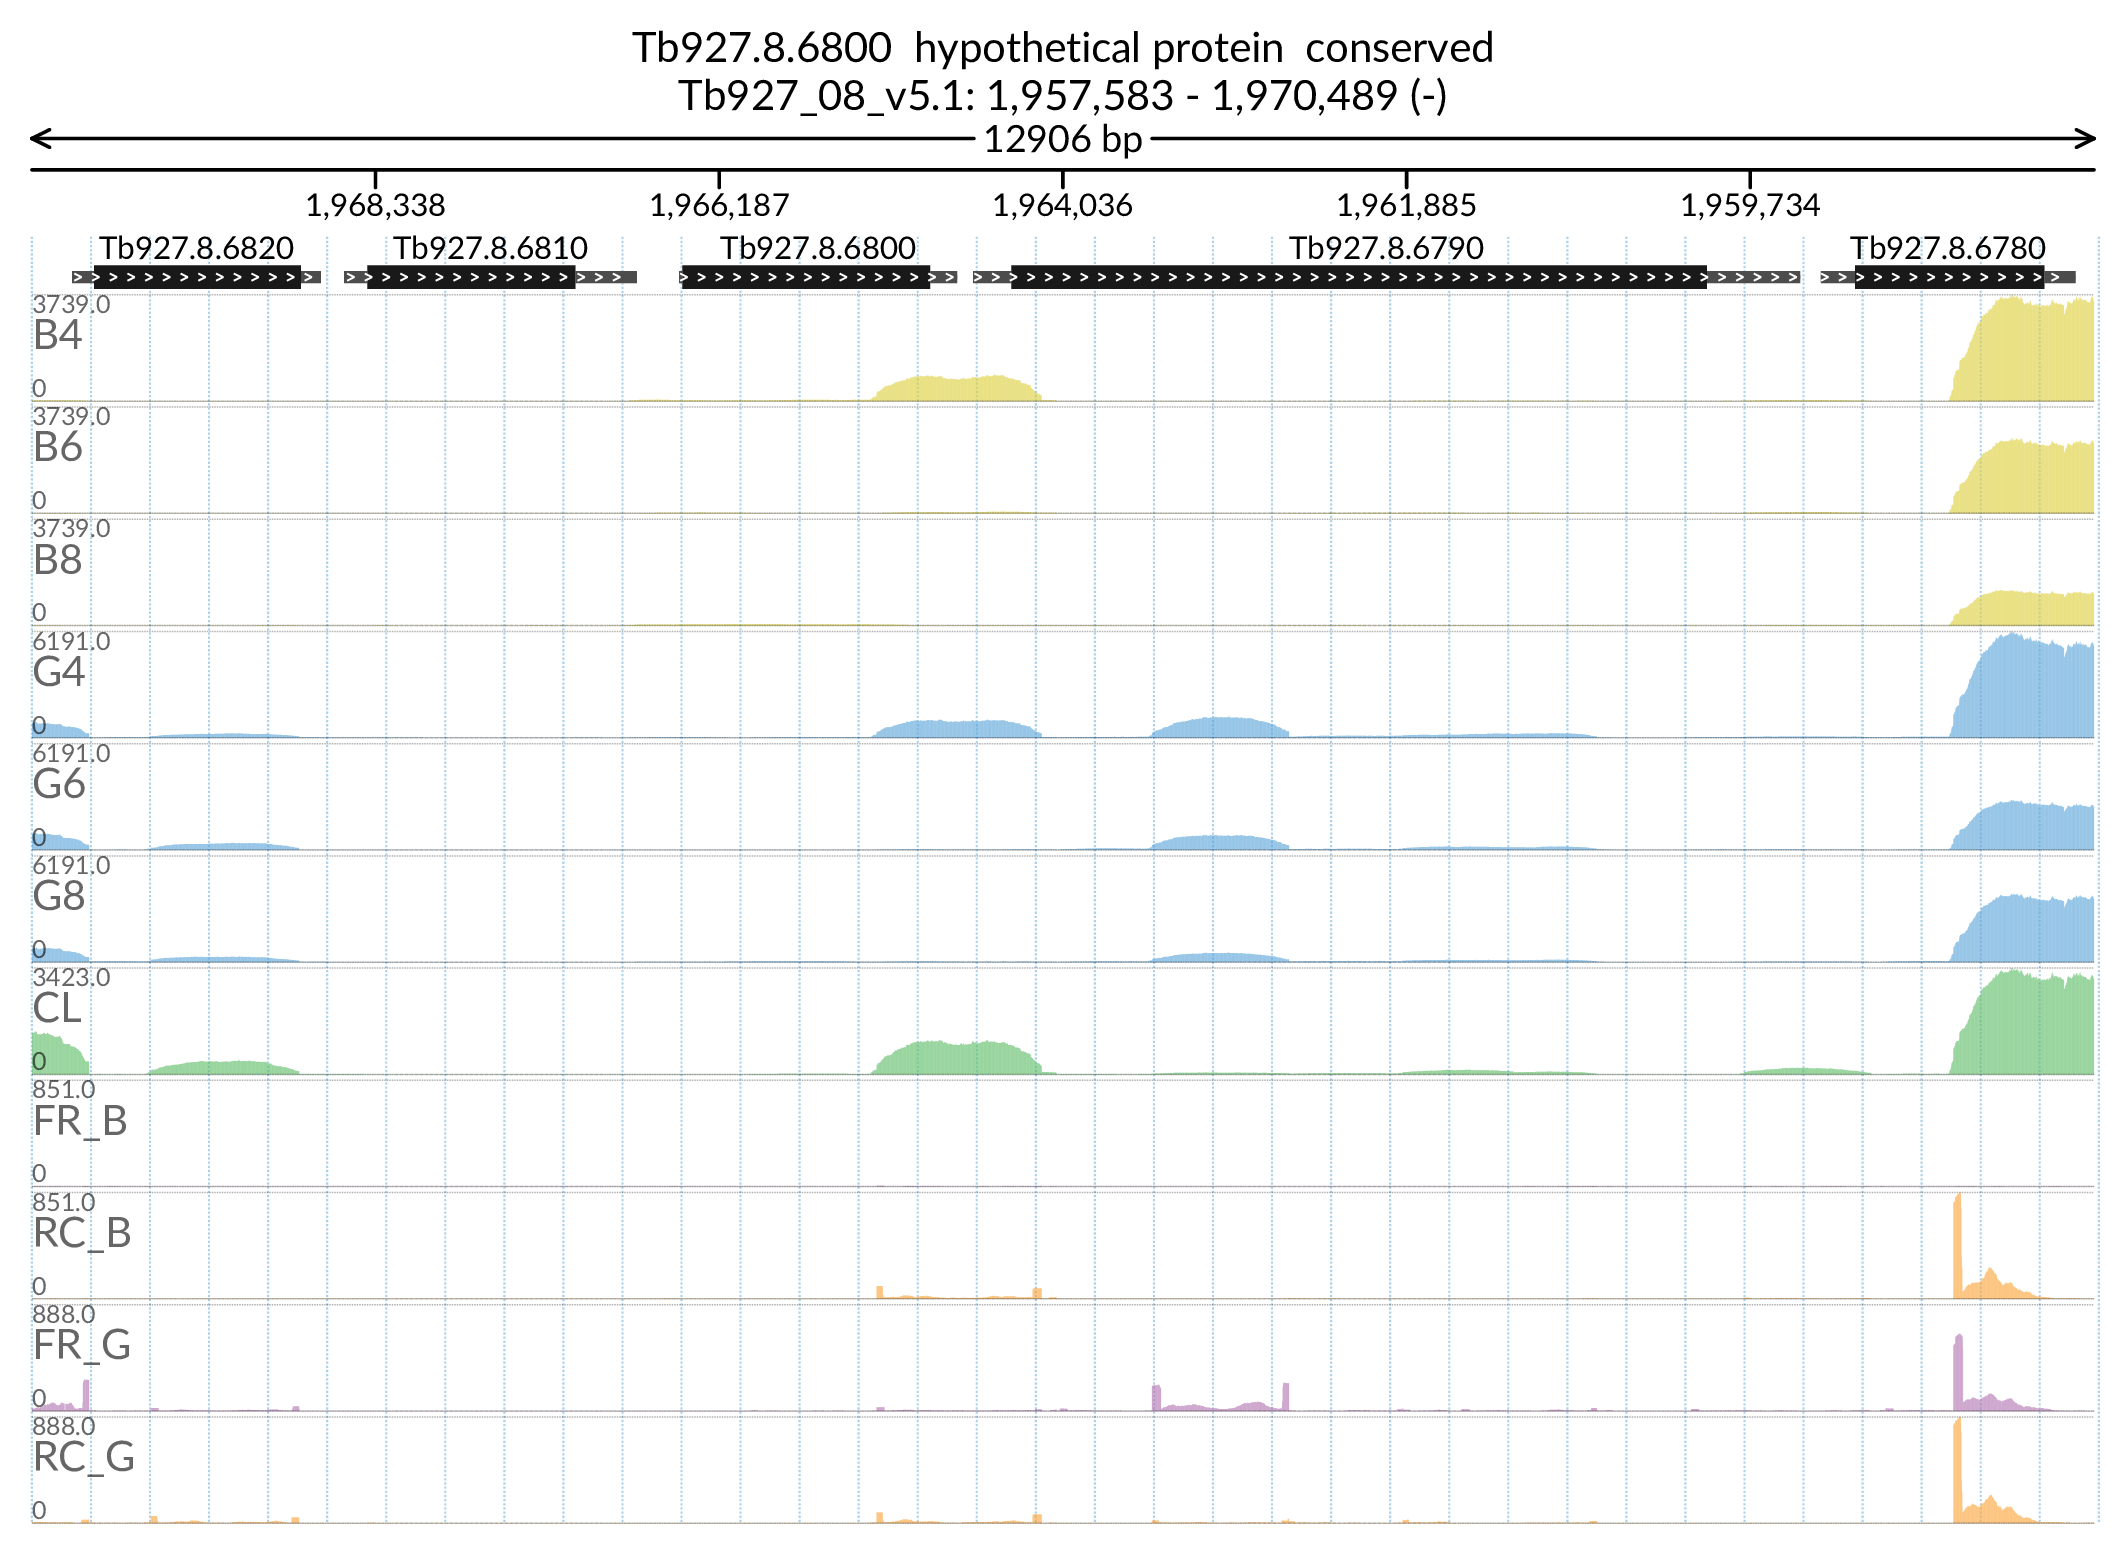 Tb927.8.6800  hypothetical protein  conserved
Tb927_08_v5.1: 1,957,583 - 1,970,489 (-)
12906 bp
1,968,338 1,966,187 1,964,036 1,961,885 1,959,734
Tb927.8.6820 Tb927.8.6810 Tb927.8.6800 Tb927.8.6790 Tb927.8.6780
3739.0
B4
0
3739.0
B6
0
3739.0
B8
0
6191.0
G4
0
6191.0
G6
0
6191.0
G8
0
3423.0
CL
0
851.0
FR_B
0
851.0
RC_B
0
888.0
FR_G
0
888.0
RC_G
0